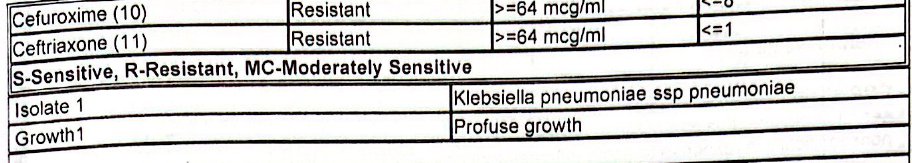 Cefuroxime (10) Resistant >=64 mcg/ml <=8
Ceftriaxone (11) Resistant >=64 mcg/ml <=1
S-Sensitive, R-Resistant, MC-Moderately Sensitive
Isolate 1 Klebsiella pneumoniae ssp pneumoniae
Growth1 Profuse growth